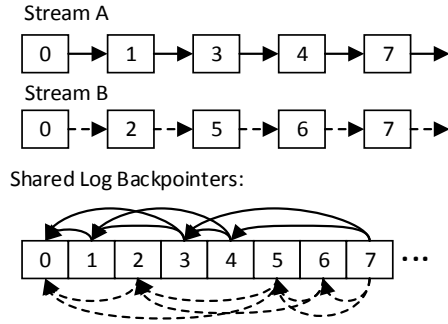 Stream A
0 1 3 4 7
Stream B
0 2 5 6 7
Shared Log Backpointers:
0 1 2 3 4 5 6 7 ...